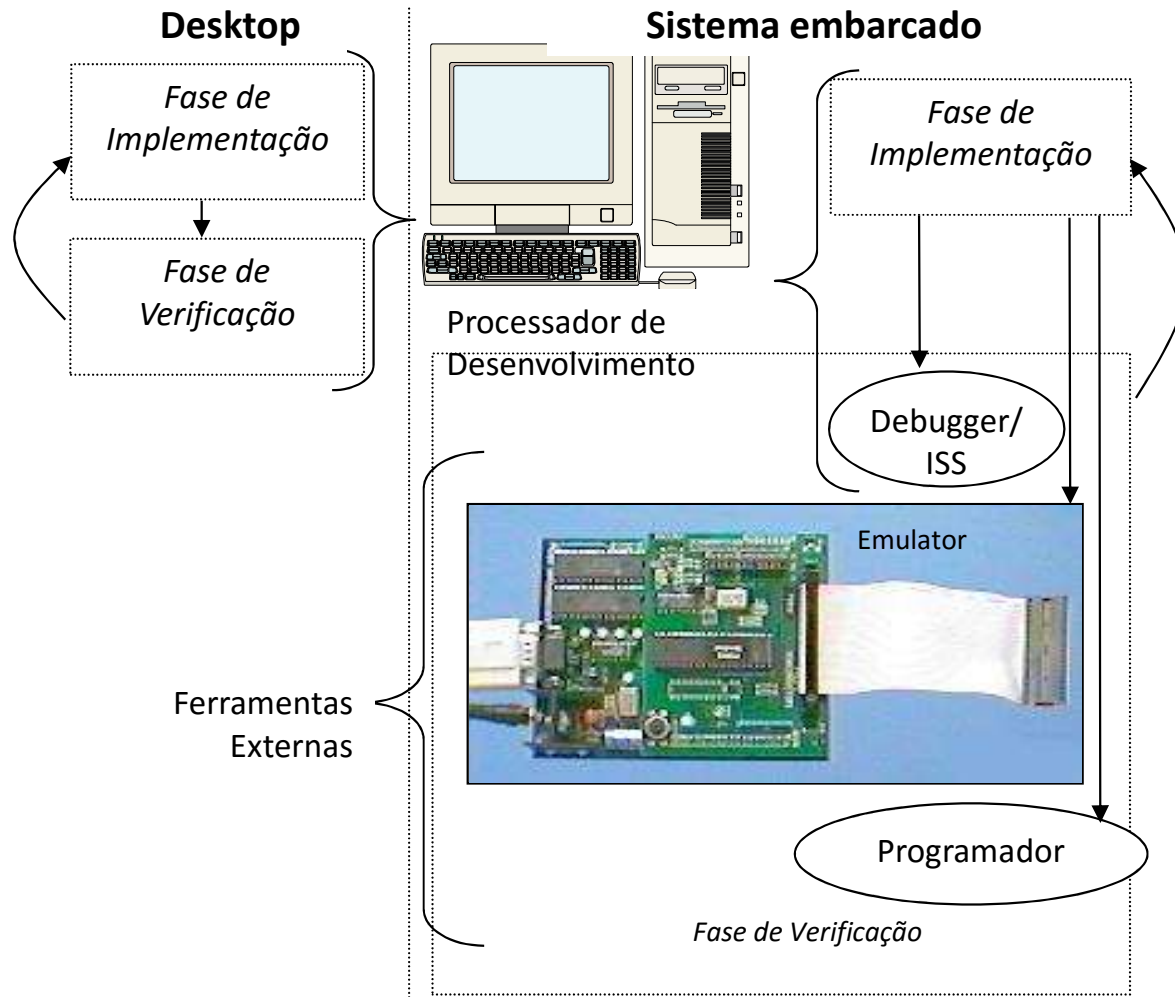 Desktop
Sistema embarcado
Fase de
Implementação
Fase de
Verificação
Processador de
Desenvolvimento
Fase de
Implementação
Debugger/
ISS
Emulator
Ferramentas
Externas
Programador
Fase de Verificação